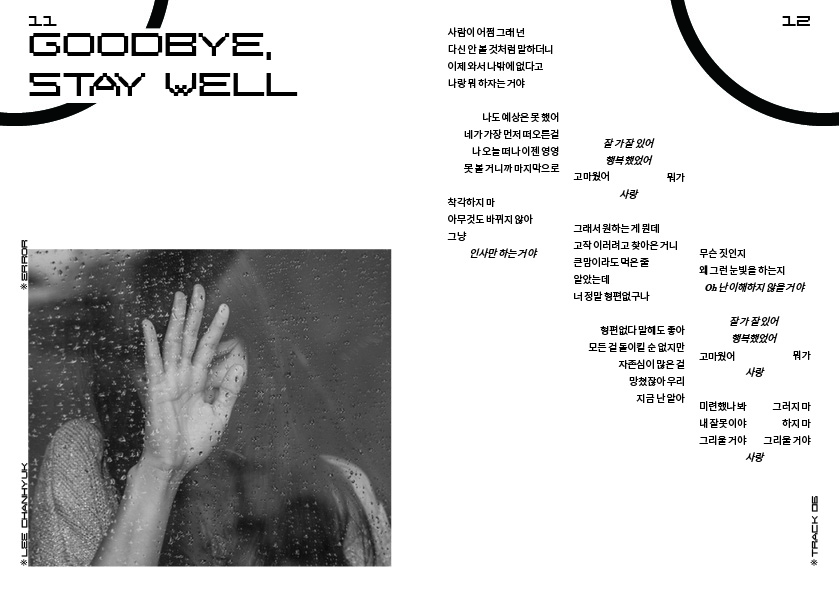 11
GOODBYE,
STAY WELL
※ERROR
※LEE CHANHYUK
사람이 어쩜 그래 넌
다신 안 볼 것처럼 말하더니
이제 와서 나밖에 없다고
나랑 뭐 하자는 거야
나도 예상은 못 했어
네가 가장 먼저 떠오른걸
나 오늘 떠나 이젠 영영
못 볼 거니까 마지막으로
착각하지 마
아무것도 바뀌지 않아
그냥
인사만 하는 거야
잘 가 잘 있어
행복했었어
고마웠어 뭐가
사랑
그래서 원하는 게 뭔데
고작 이러려고 찾아온 거니
큰맘이라도 먹은 줄
알았는데
너 정말 형편없구나
형편없다 말해도 좋아
모든 걸 돌이킬 순 없지만
자존심이 많은 걸
망쳤잖아 우리
지금 난 알아
12
무슨 짓인지
왜 그런 눈빛을 하는지
Oh 난 이해하지 않을 거야
잘 가 잘 있어
행복했었어
고마웠어 뭐가
사랑
미련했나 봐 그러지 마
내 잘못이야 하지 마
그리울 거야 그리울 거야
사랑
※TRACK 06